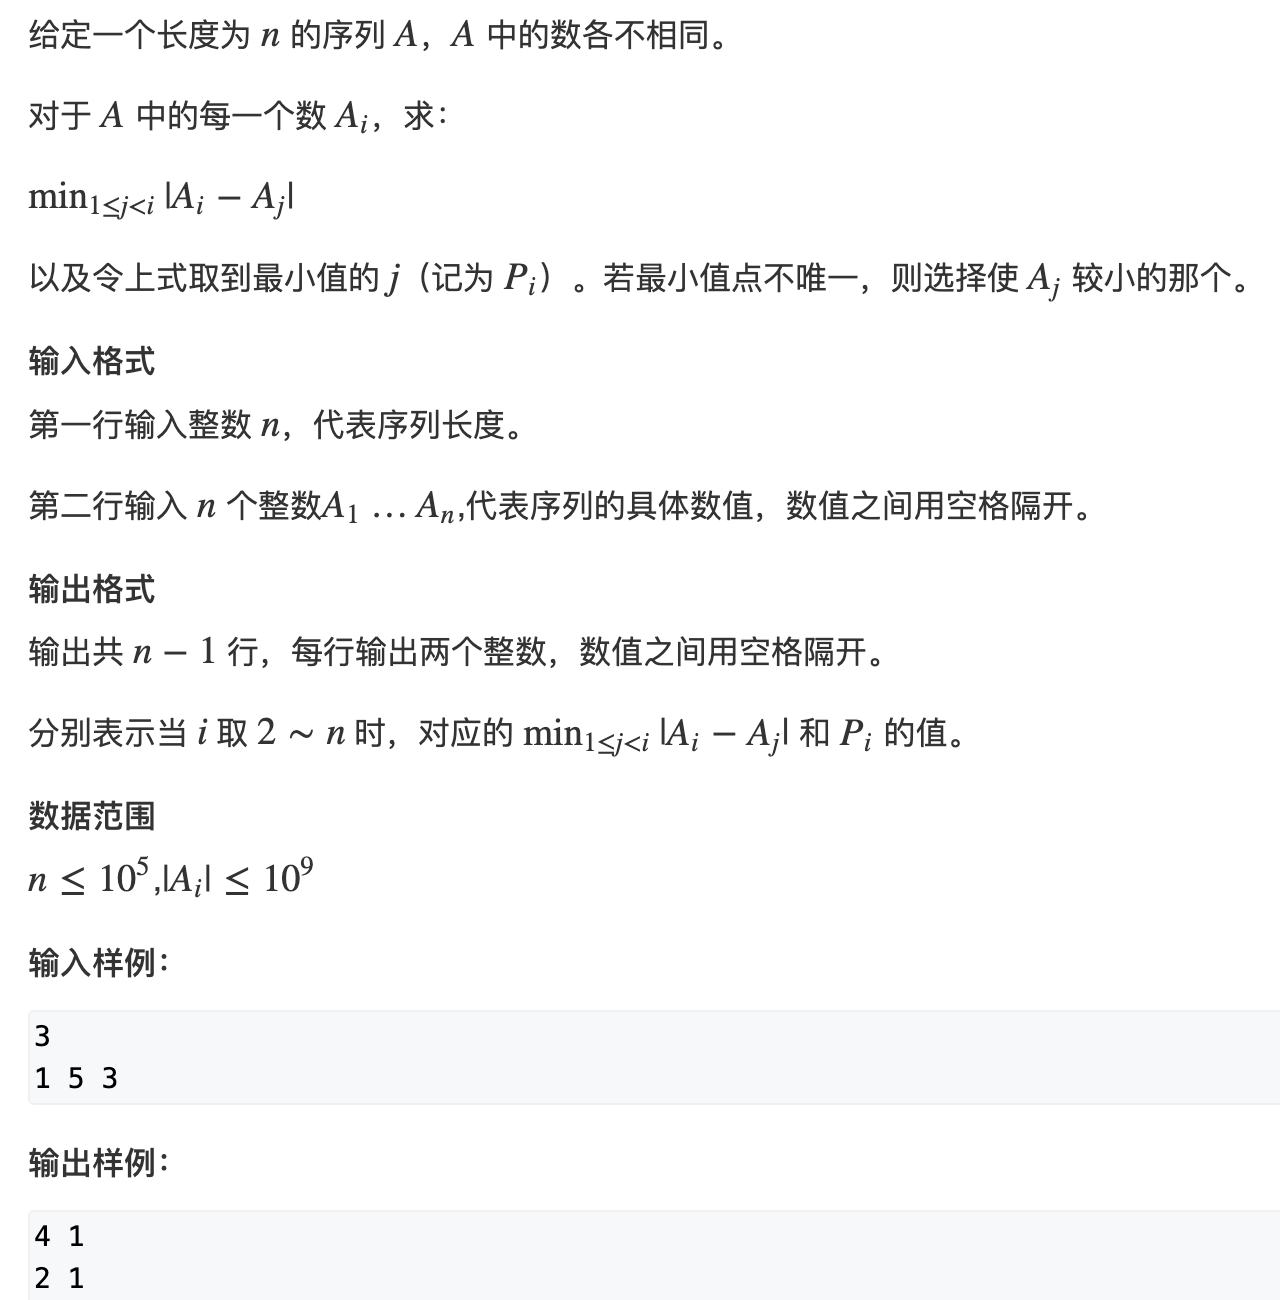 给定一个长度为 n 的序列 A，A 中的数各不相同。
对于 A 中的每一个数 A_i，求：
min_{1≤j<i} |A_i − A_j|
以及令上式取到最小值的 j（记为 P_i）。若最小值点不唯一，则选择使 A_j 较小的那个。
输入格式
第一行输入整数 n，代表序列长度。
第二行输入 n 个整数A_1 … A_n,代表序列的具体数值，数值之间用空格隔开。
输出格式
输出共 n − 1 行，每行输出两个整数，数值之间用空格隔开。
分别表示当 i 取 2 ∼ n 时，对应的 min_{1≤j<i} |A_i − A_j| 和 P_i 的值。
数据范围
n ≤ 10^5,|A_i| ≤ 10^9
输入样例：
3
1 5 3
输出样例：
4 1
2 1